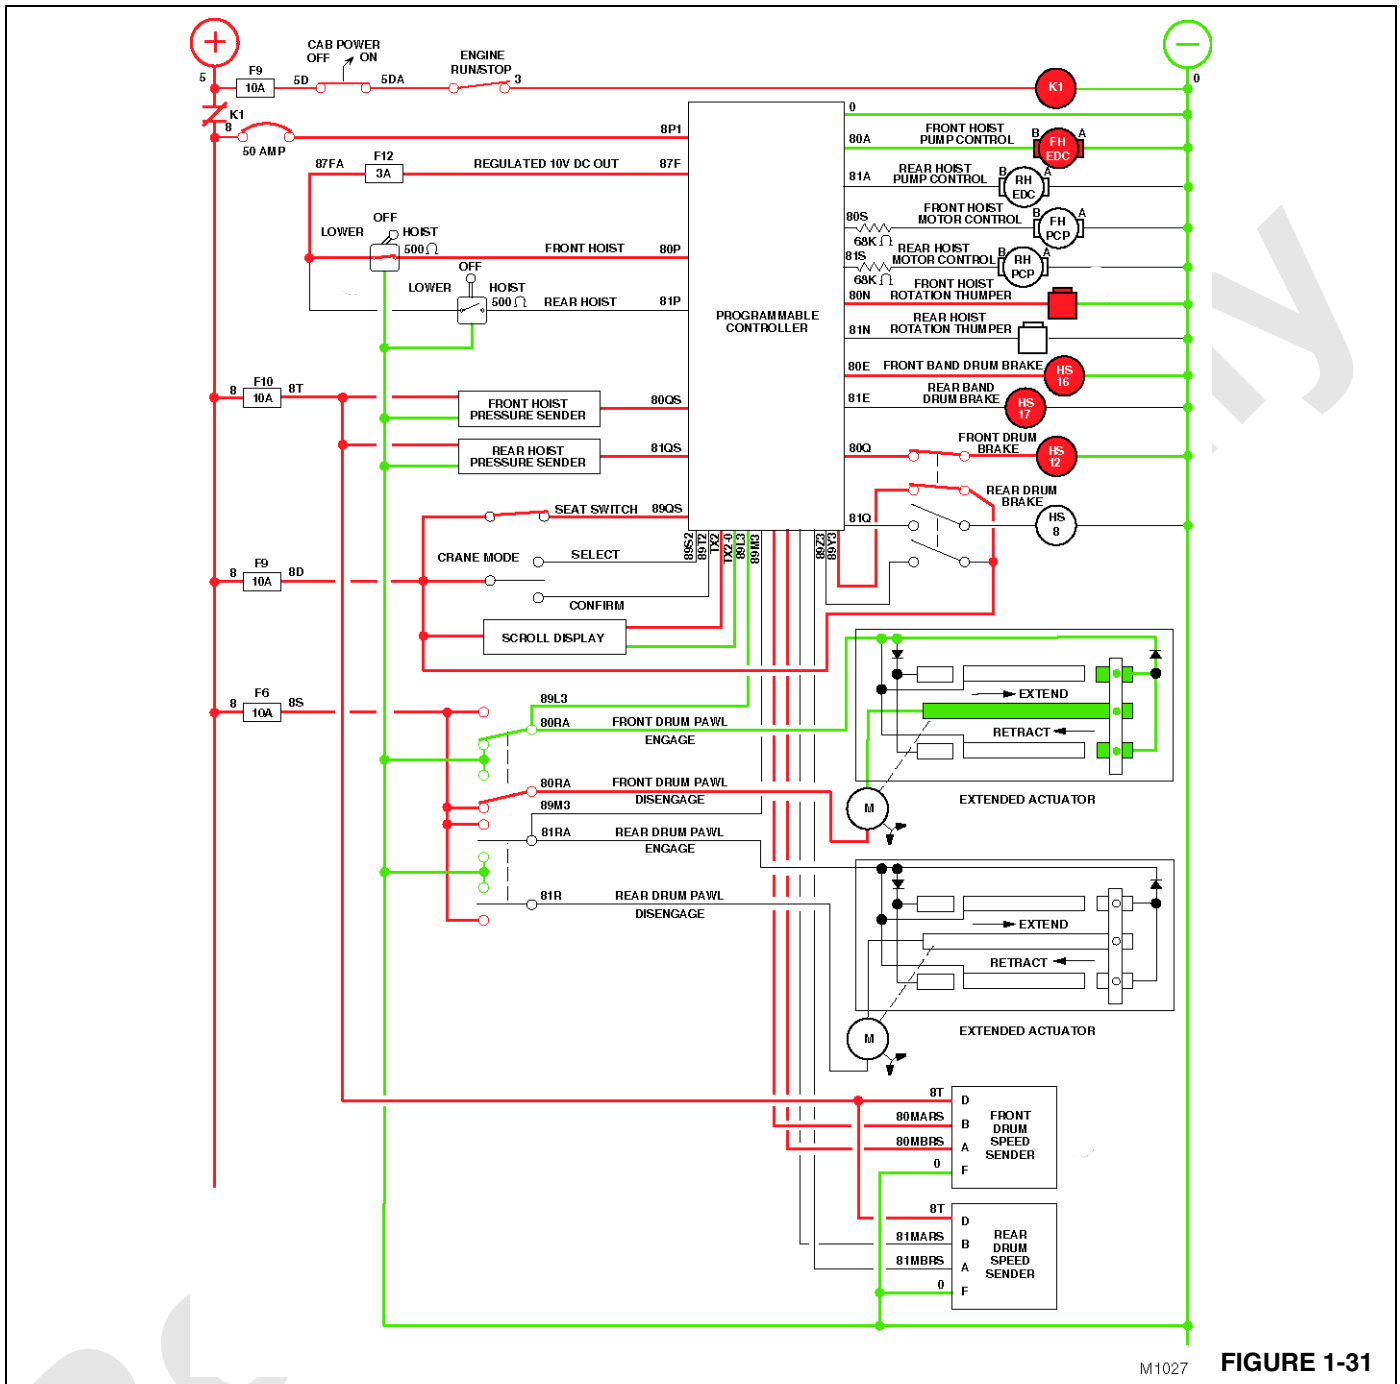 +
−
CAB POWER
OFF ON
ENGINE
RUN/STOP
5 F9 5D 5DA 3 K1 0
10A
K1
8
50 AMP
8P1
0
F12
87FA REGULATED 10V DC OUT 87F
3A
80A FRONT HOIST
PUMP CONTROL
B A
FH
EDC
81A REAR HOIST
PUMP CONTROL
B A
RH
EDC
OFF
LOWER HOIST
500Ω
FRONT HOIST 80P
80S FRONT HOIST
MOTOR CONTROL
68KΩ
B A
FH
PCP
81S REAR HOIST
MOTOR CONTROL
68KΩ
B A
RH
PCP
OFF
LOWER HOIST
500Ω
REAR HOIST 81P
80N FRONT HOIST
ROTATION THUMPER
81N REAR HOIST
ROTATION THUMPER
PROGRAMMABLE
CONTROLLER
80E FRONT BAND DRUM BRAKE
HS
16
81E REAR BAND
DRUM BRAKE
HS
17
8 F10 8T
10A
FRONT HOIST
PRESSURE SENDER
80QS
REAR HOIST
PRESSURE SENDER
81QS
80Q FRONT DRUM
BRAKE
HS
12
REAR DRUM
BRAKE
81Q
HS
8
SEAT SWITCH 89QS
89S2
89T2
TX2
TX2-0
89L3
89M3
89Z3
89Y3
CRANE MODE
SELECT
8 F9 8D
10A
CONFIRM
SCROLL DISPLAY
8 F6 8S
10A
89L3
80RA FRONT DRUM PAWL
ENGAGE
80RA FRONT DRUM PAWL
DISENGAGE
89M3
81RA REAR DRUM PAWL
ENGAGE
81R REAR DRUM PAWL
DISENGAGE
EXTEND
RETRACT
M
EXTENDED ACTUATOR
EXTEND
RETRACT
M
EXTENDED ACTUATOR
8T D
80MARS B
80MBRS A
0 F
FRONT
DRUM
SPEED
SENDER
8T D
81MARS B
81MBRS A
0 F
REAR
DRUM
SPEED
SENDER
M1027
FIGURE 1-31